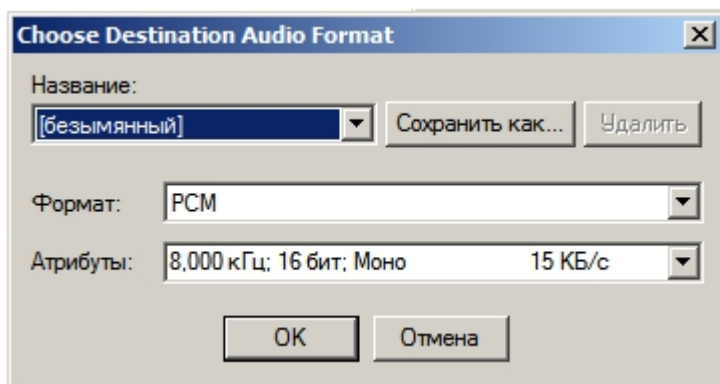 Choose Destination Audio Format
Название:
[безымянный] Сохранить как... Удалить
Формат: PCM
Атрибуты: 8,000 кГц; 16 бит; Моно 15 КБ/с
OK Отмена